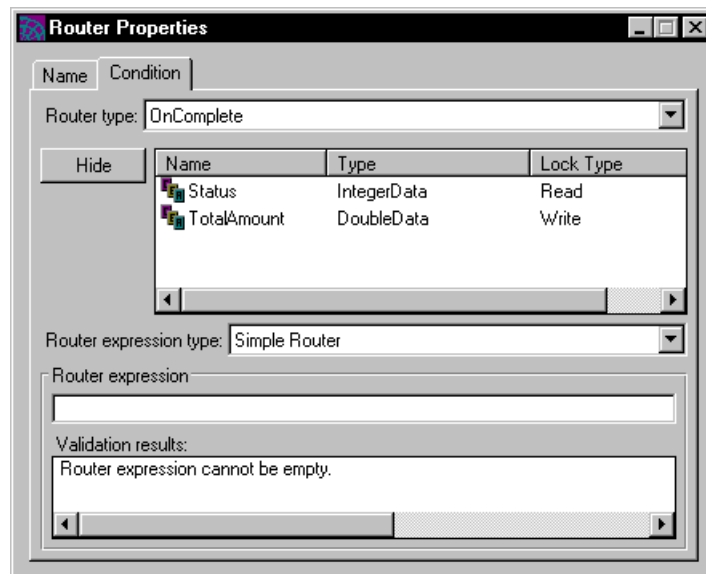 Router Properties
Name Condition
Router type: OnComplete
Hide Name Type Lock Type
Status IntegerData Read
TotalAmount DoubleData Write
Router expression type: Simple Router
Router expression
Validation results:
Router expression cannot be empty.